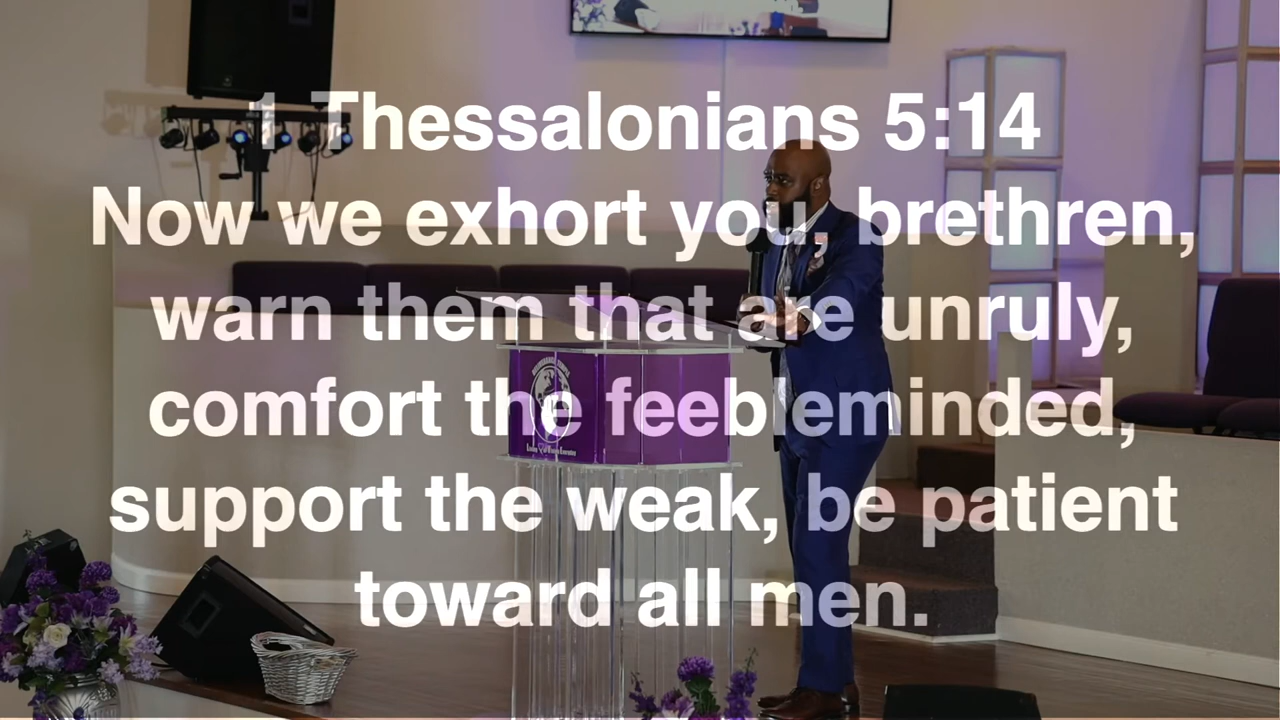 1 Thessalonians 5:14
Now we exhort you, brethren,
warn them that are unruly,
comfort the feebleminded,
support the weak, be patient
toward all men.